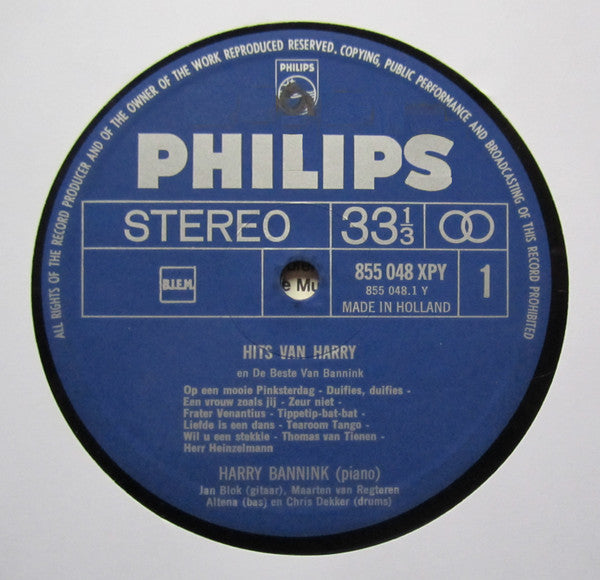 ALL RIGHTS OF THE RECORD PRODUCER AND OF THE OWNER OF THE WORK REPRODUCED RESERVED. COPYING, PUBLIC PERFORMANCE AND BROADCASTING OF THIS RECORD PROHIBITED
PHILIPS
PHILIPS
STEREO 33 1/3
B.I.E.M. 855 048 XPY 1
855 048.1 Y
e Mu
MADE IN HOLLAND
HITS VAN HARRY
en De Beste Van Bannink
Op een mooie Pinksterdag - Duifies, duifies -
Een vrouw zoals jij - Zeur niet -
Frater Venantius - Tippetip-bat-bat -
Liefde is een dans - Tearoom Tango -
Wil u een stekkie - Thomas van Tienen -
Herr Heinzelmann
HARRY BANNINK (piano)
Jan Blok (gitaar), Maarten van Regteren
Altena (bas) en Chris Dekker (drums)